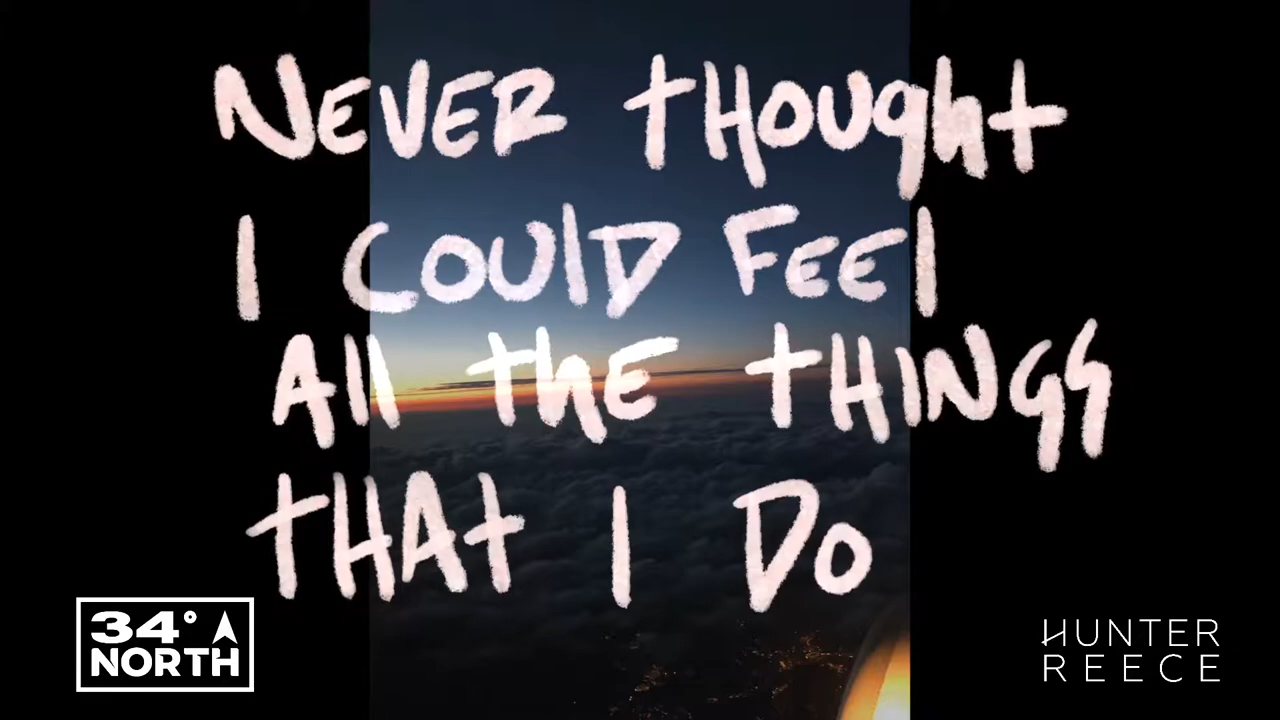 NEVER thought
I COUlD FEEl
All the tHINGS
tHAt I Do
34°
NORTH
HUNTER
REECE